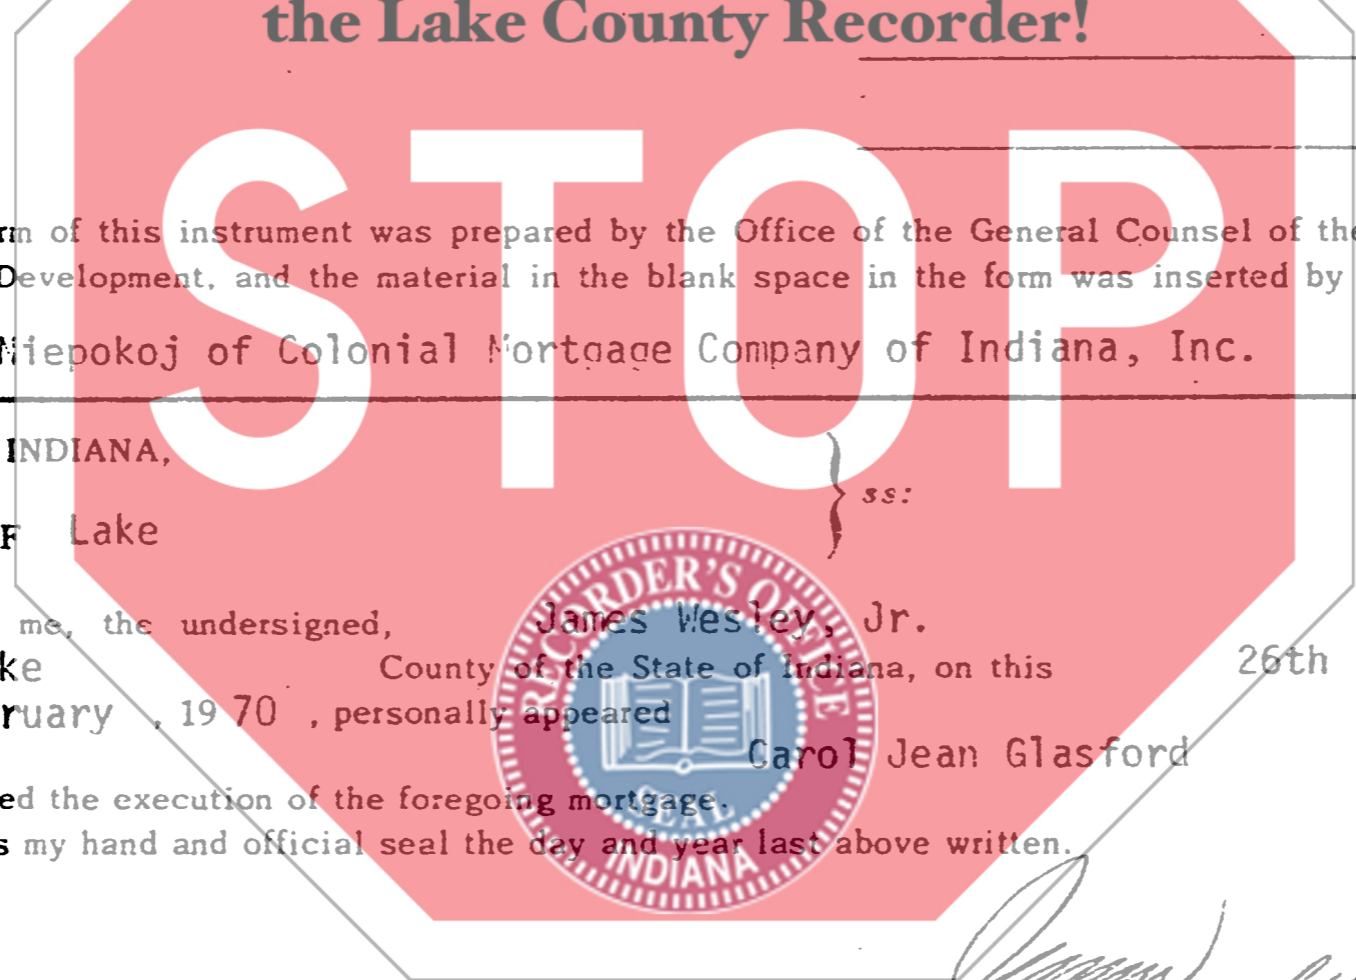 the Lake County Recorder!
STOP
rm of this instrument was prepared by the Office of the General Counsel of the
Development, and the material in the blank space in the form was inserted by
Niepokoj of Colonial Mortgage Company of Indiana, Inc.
INDIANA,
ss:
F Lake
me, the undersigned, James Wesley, Jr.
ke County of the State of Indiana, on this 26th
ruary , 19 70 , personally appeared
Carol Jean Glasford
ed the execution of the foregoing mortgage.
s my hand and official seal the day and year last above written.
RECORDER'S OFFICE
SEAL
INDIANA